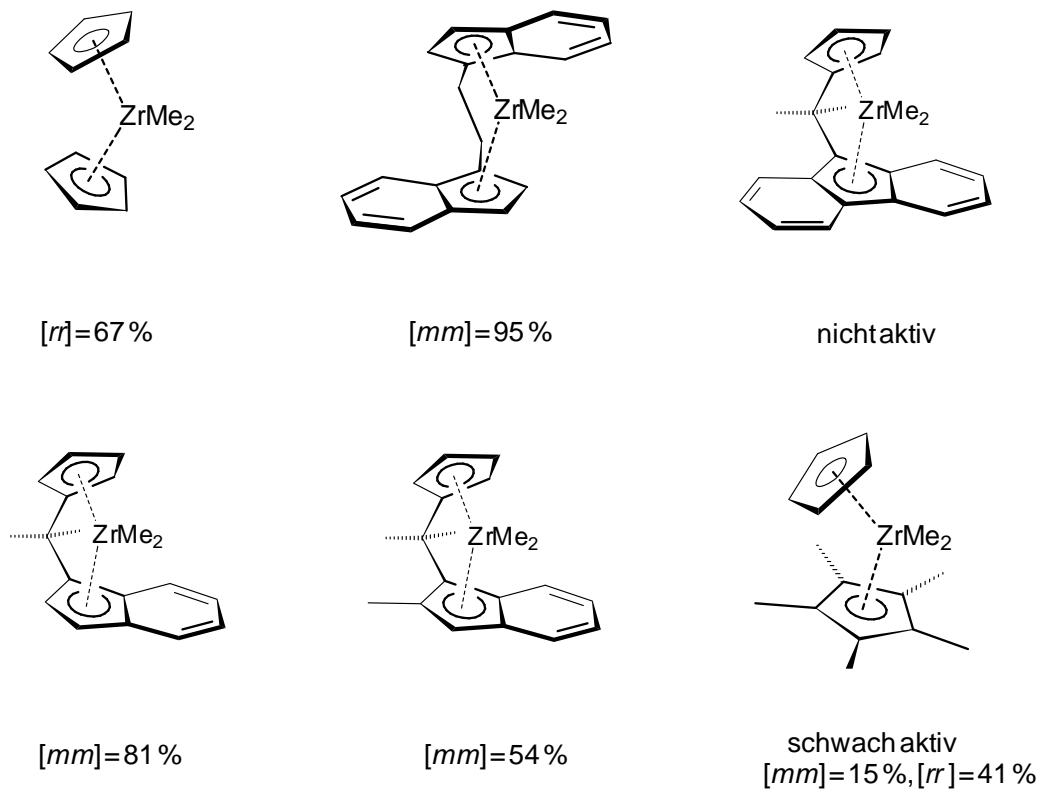 ZrMe₂
ZrMe₂
ZrMe₂
[rr]=67%
[mm]=95%
nicht aktiv
ZrMe₂
ZrMe₂
ZrMe₂
[mm]=81%
[mm]=54%
schwach aktiv
[mm]=15%, [rr]=41%